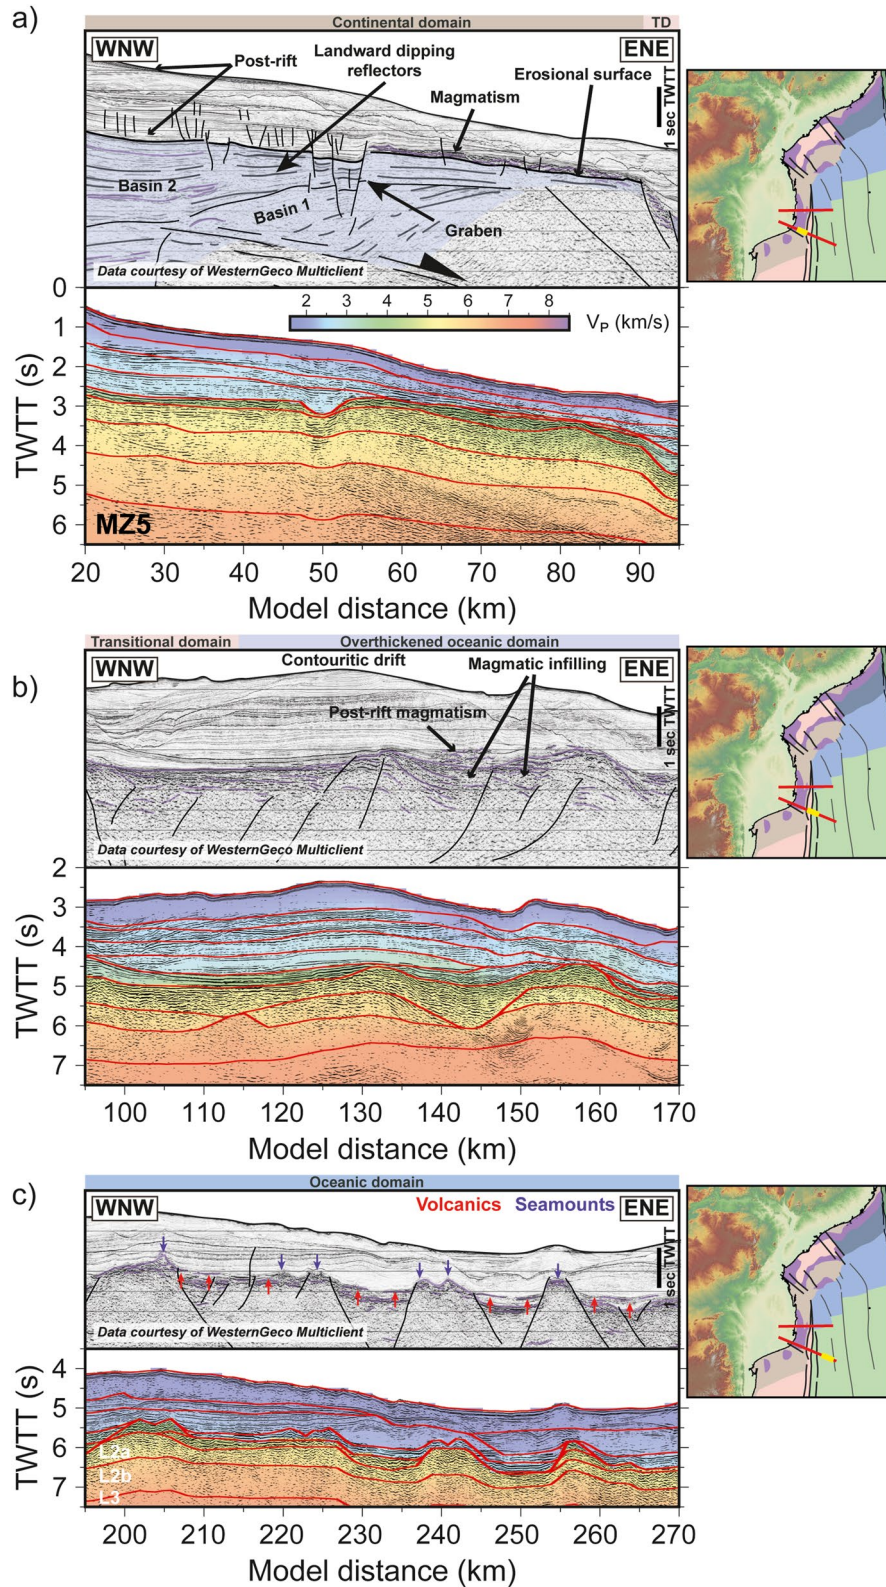 a)
Continental domain
TD
WNW
ENE
Post-rift
Landward dipping
reflectors
Magmatism
Erosional surface
1 sec TWTT
Basin 2
Basin 1
Graben
Data courtesy of WesternGeco Multiclient
0
2 3 4 5 6 7 8
Vₚ (km/s)
1
2
3
4
5
6
TWTT (s)
MZ5
20 30 40 50 60 70 80 90
Model distance (km)
Transitional domain
Overthickened oceanic domain
b)
WNW
ENE
Contouritic drift
Magmatic infilling
Post-rift magmatism
1 sec TWTT
Data courtesy of WesternGeco Multiclient
2
3
4
5
6
7
TWTT (s)
100 110 120 130 140 150 160 170
Model distance (km)
c)
Oceanic domain
WNW
Volcanics Seamounts
ENE
1 sec TWTT
Data courtesy of WesternGeco Multiclient
4
5
6
7
TWTT (s)
L2a
L2b
L3
200 210 220 230 240 250 260 270
Model distance (km)